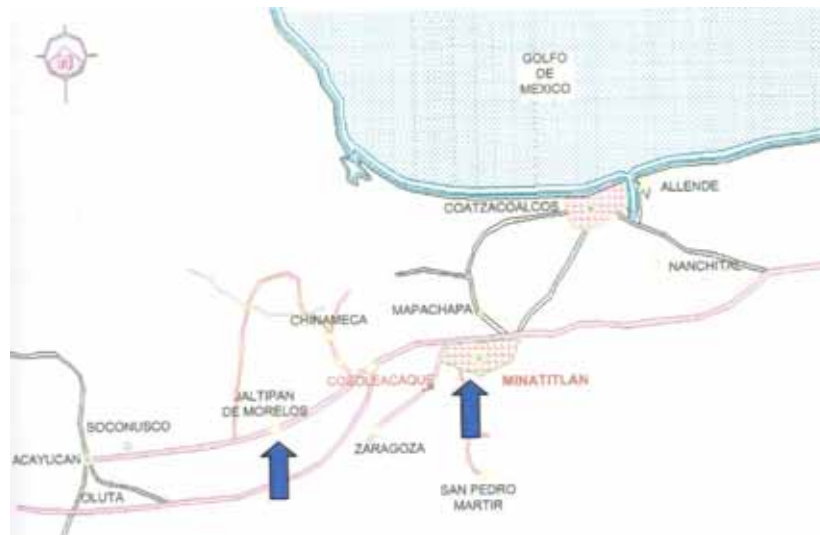 GOLFO
DE
MEXICO
ALLENDE
COATZACOALCOS
NANCHITAL
MAPACHAPA
CHINAMECA
COSOLEACAQUE
MINATITLAN
JALTIPAN
DE MORELOS
SOCONUSCO
ZARAGOZA
ACAYUCAN
OLUTA
SAN PEDRO
MARTIR